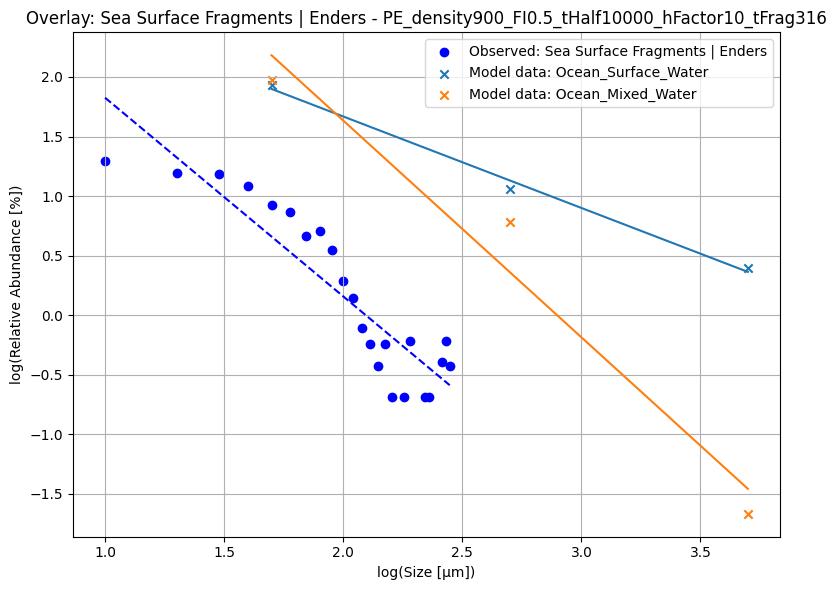 Overlay: Sea Surface Fragments | Enders - PE_density900_FI0.5_tHalf10000_hFactor10_tFrag316
Observed: Sea Surface Fragments | Enders
Model data: Ocean_Surface_Water
Model data: Ocean_Mixed_Water
log(Relative Abundance [%])
2.0
1.5
1.0
0.5
0.0
−0.5
−1.0
−1.5
1.0 1.5 2.0 2.5 3.0 3.5
log(Size [µm])